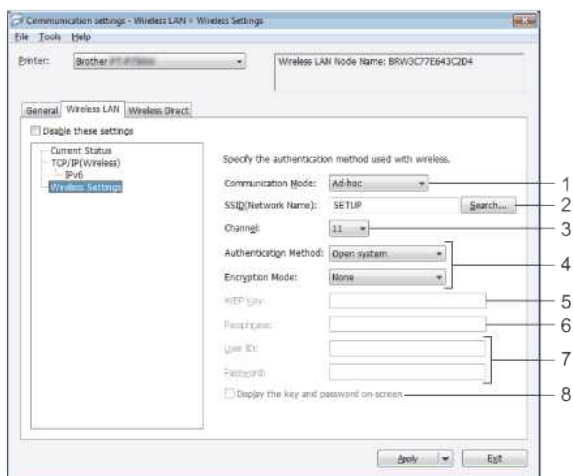 Communication settings - Wireless LAN > Wireless Settings
File Tools Help
Printer: Brother
Wireless LAN Node Name: BRW3C77E643C2D4
General Wireless LAN Wireless Direct
Disable these settings
Current Status
TCP/IP(Wireless)
IPv6
Wireless Settings
Specify the authentication method used with wireless.
Communication Mode: Ad-hoc 1
SSID(Network Name): SETUP Search... 2
Channel: 11 3
Authentication Method: Open system
4
Encryption Mode: None
WEP Key: 5
Passphrase: 6
User ID:
7
Password:
Display the key and password on-screen 8
Apply Exit